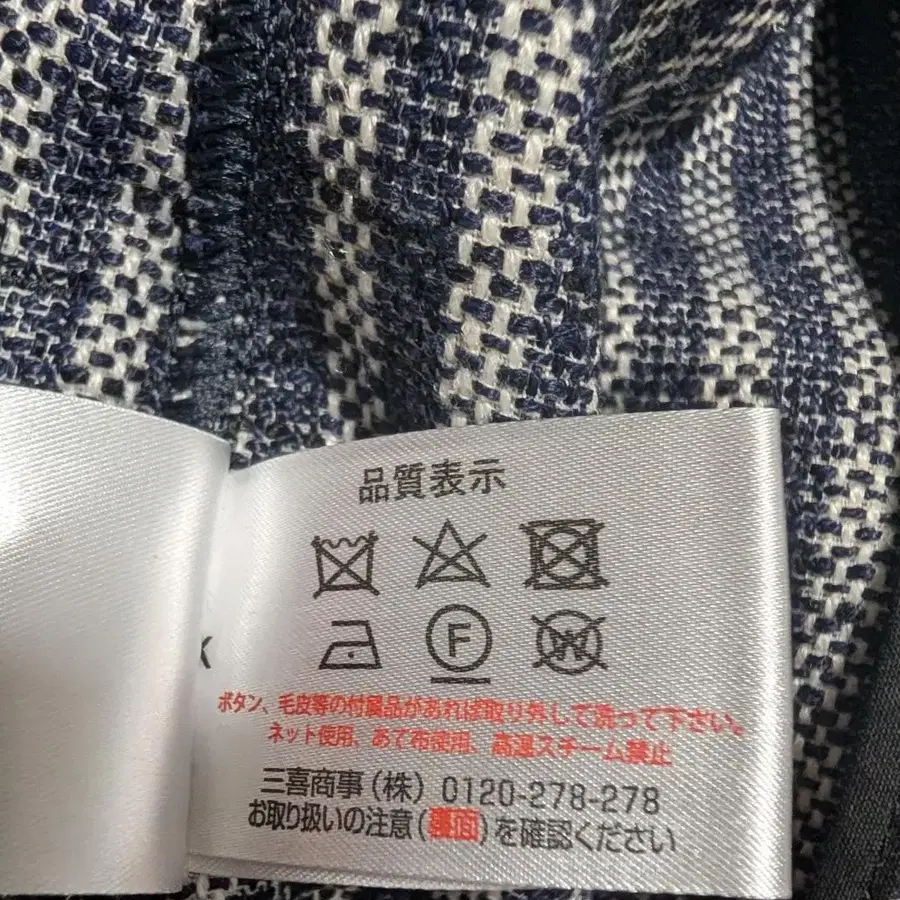 品質表示
F W
K
ボタン、毛皮等の付属品があれば取り外して洗って下さい。
ネット使用、あて布使用、高温スチーム禁止
三喜商事(株) 0120-278-278
お取り扱いの注意(裏面)を確認ください